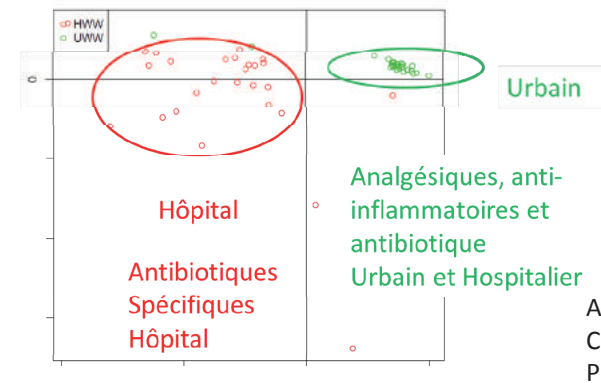 HWW
UWW
0
Urbain
Hôpital
Analgésiques, anti-
inflammatoires et
antibiotique
Urbain et Hospitalier
Antibiotiques
Spécifiques
Hôpital
A
C
P